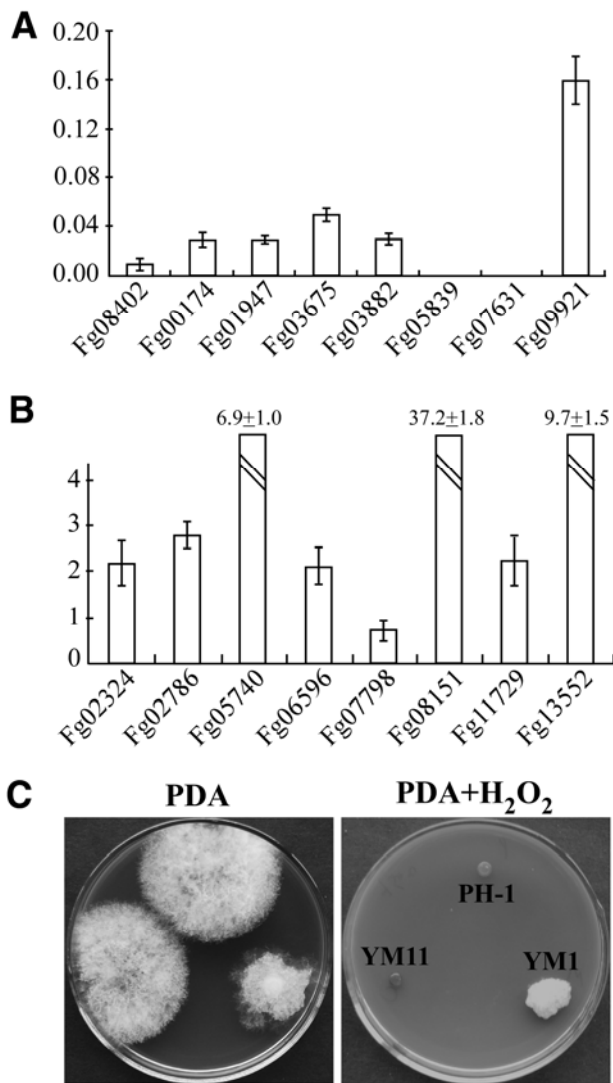 A
0.20
0.16
0.12
0.08
0.04
0.00
Fg08402
Fg00174
Fg01947
Fg03675
Fg03882
Fg05839
Fg07631
Fg09921
B
6.9±1.0
37.2±1.8
9.7±1.5
4
3
2
1
0
Fg02324
Fg02786
Fg05740
Fg06596
Fg07798
Fg08151
Fg11729
Fg13552
C
PDA
PDA+H₂O₂
PH-1
YM11
YM1